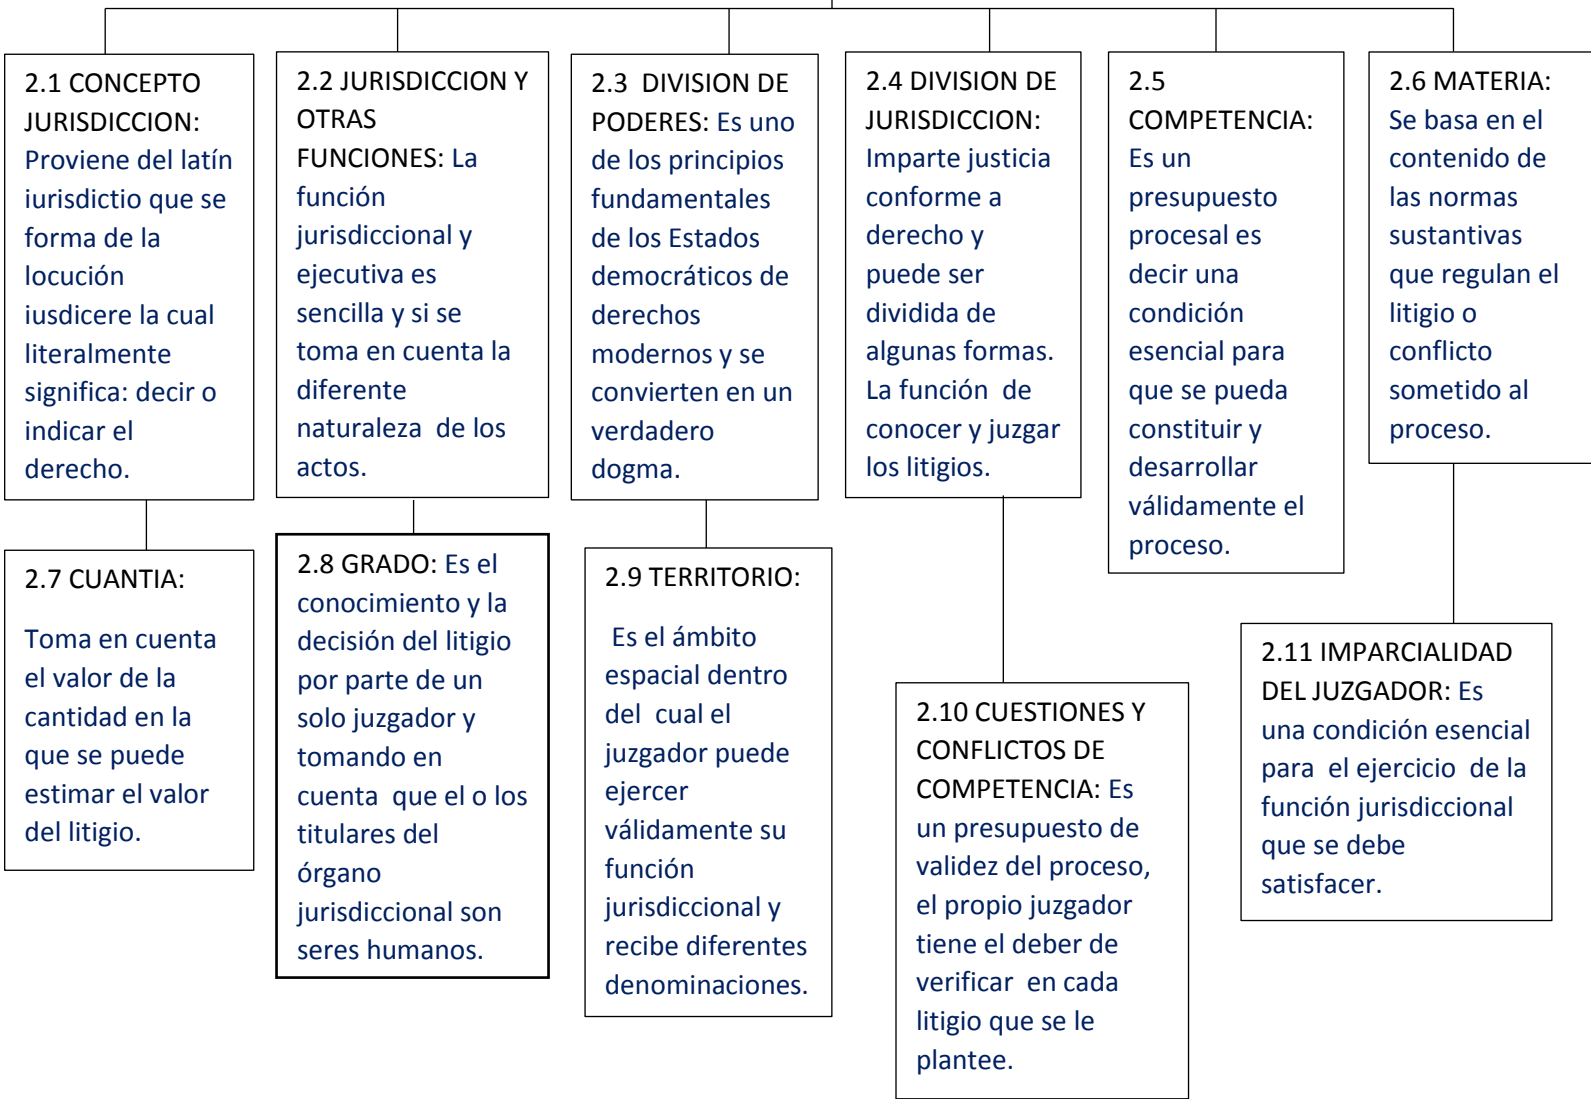 2.1 CONCEPTO
JURISDICCION:
Proviene del latín
iurisdictio que se
forma de la
locución
iusdicere la cual
literalmente
significa: decir o
indicar el
derecho.
2.2 JURISDICCION Y
OTRAS
FUNCIONES: La
función
jurisdiccional y
ejecutiva es
sencilla y si se
toma en cuenta la
diferente
naturaleza de los
actos.
2.3 DIVISION DE
PODERES: Es uno
de los principios
fundamentales
de los Estados
democráticos de
derechos
modernos y se
convierten en un
verdadero
dogma.
2.4 DIVISION DE
JURISDICCION:
Imparte justicia
conforme a
derecho y
puede ser
dividida de
algunas formas.
La función de
conocer y juzgar
los litigios.
2.5
COMPETENCIA:
Es un
presupuesto
procesal es
decir una
condición
esencial para
que se pueda
constituir y
desarrollar
válidamente el
proceso.
2.6 MATERIA:
Se basa en el
contenido de
las normas
sustantivas
que regulan el
litigio o
conflicto
sometido al
proceso.
2.7 CUANTIA:
Toma en cuenta
el valor de la
cantidad en la
que se puede
estimar el valor
del litigio.
2.8 GRADO: Es el
conocimiento y la
decisión del litigio
por parte de un
solo juzgador y
tomando en
cuenta que el o los
titulares del
órgano
jurisdiccional son
seres humanos.
2.9 TERRITORIO:
Es el ámbito
espacial dentro
del cual el
juzgador puede
ejercer
válidamente su
función
jurisdiccional y
recibe diferentes
denominaciones.
2.10 CUESTIONES Y
CONFLICTOS DE
COMPETENCIA: Es
un presupuesto de
validez del proceso,
el propio juzgador
tiene el deber de
verificar en cada
litigio que se le
plantee.
2.11 IMPARCIALIDAD
DEL JUZGADOR: Es
una condición esencial
para el ejercicio de la
función jurisdiccional
que se debe
satisfacer.